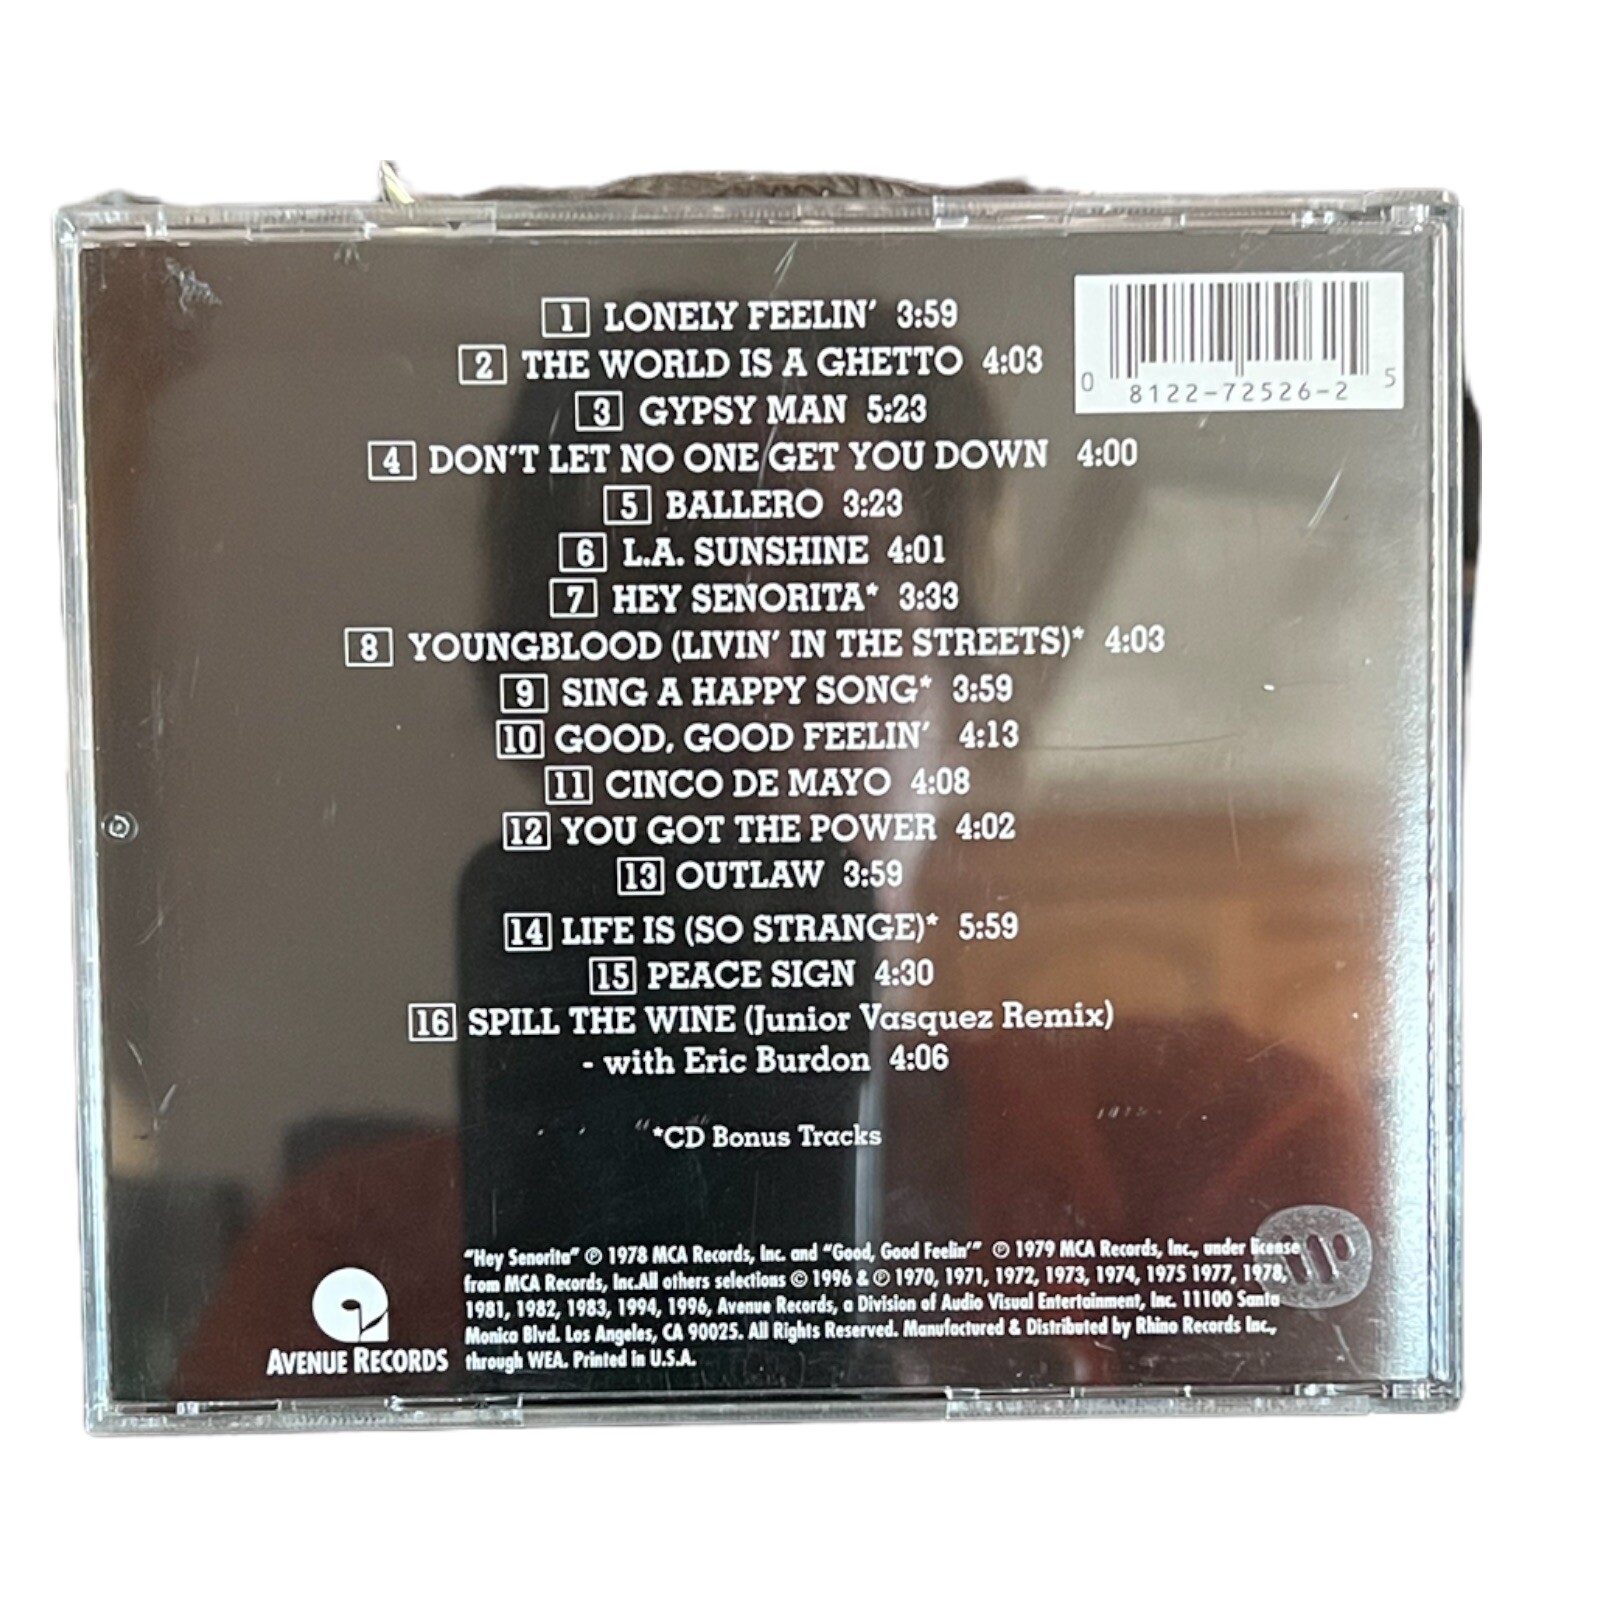 1 LONELY FEELIN' 3:59
2 THE WORLD IS A GHETTO 4:03
3 GYPSY MAN 5:23
4 DON'T LET NO ONE GET YOU DOWN 4:00
5 BALLERO 3:23
6 L.A. SUNSHINE 4:01
7 HEY SENORITA* 3:33
8 YOUNGBLOOD (LIVIN' IN THE STREETS)* 4:03
9 SING A HAPPY SONG* 3:59
10 GOOD, GOOD FEELIN' 4:13
11 CINCO DE MAYO 4:08
12 YOU GOT THE POWER 4:02
13 OUTLAW 3:59
14 LIFE IS (SO STRANGE)* 5:59
15 PEACE SIGN 4:30
16 SPILL THE WINE (Junior Vasquez Remix)
- with Eric Burdon 4:06
*CD Bonus Tracks
0 8122-72526-2 5
"Hey Senorita" ℗ 1978 MCA Records, Inc. and "Good, Good Feelin'" ℗ 1979 MCA Records, Inc., under license
from MCA Records, Inc.All others selections © 1996 & ℗ 1970, 1971, 1972, 1973, 1974, 1975 1977, 1978,
1981, 1982, 1983, 1994, 1996, Avenue Records, a Division of Audio Visual Entertainment, Inc. 11100 Santa
Monica Blvd. Los Angeles, CA 90025. All Rights Reserved. Manufactured & Distributed by Rhino Records Inc.,
through WEA. Printed in U.S.A.
AVENUE RECORDS